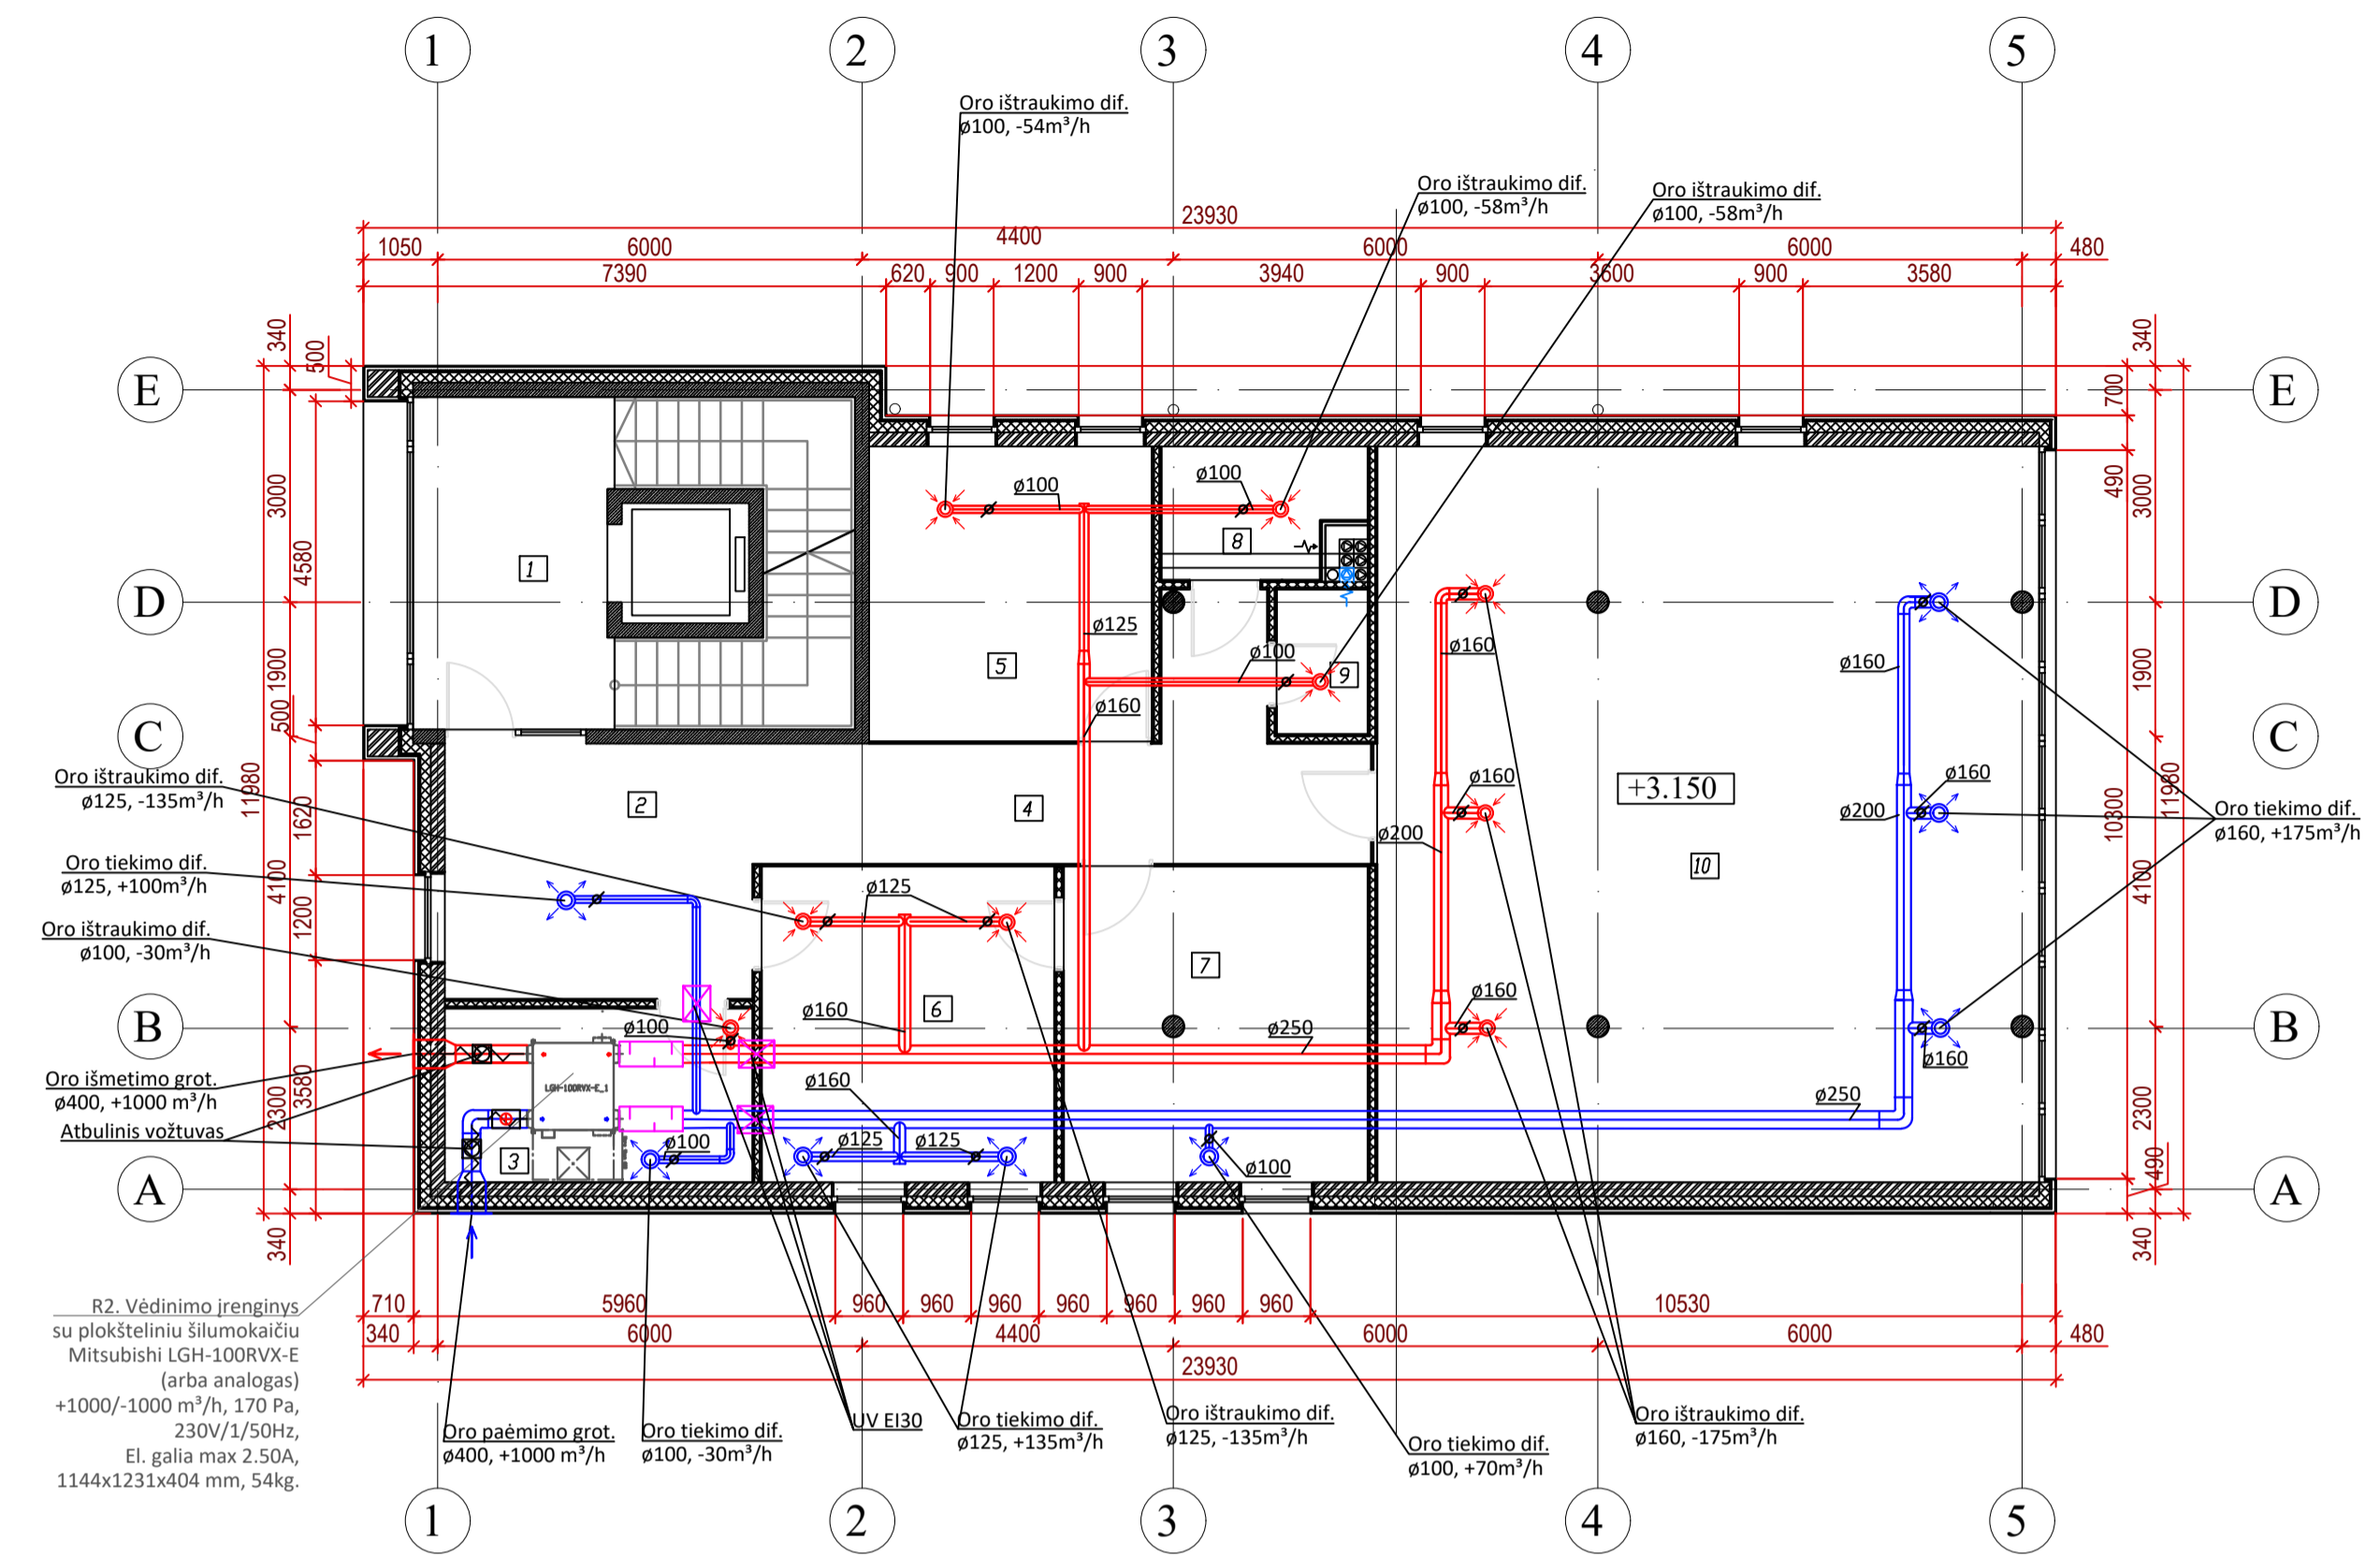 1 2 3 4 5
Oro ištraukimo dif.
ø100, -54m³/h
Oro ištraukimo dif.
ø100, -58m³/h
Oro ištraukimo dif.
ø100, -58m³/h
23930
1050 6000 4400 6000 6000 480
7390 620 900 1200 900 3940 900 3600 900 3580
340 500 340
E E
700
490
3000 4580 3000
ø100 ø100
8
1
D D
ø125
ø160
5 ø100 9
ø160
1900 1900
ø160
500
C C
Oro ištraukimo dif.
ø125, -135m³/h
11980 1620
2 4
ø160
+3.150
ø160
ø200
ø200
10300 11980
Oro tiekimo dif.
ø160, +175m³/h
Oro tiekimo dif.
ø125, +100m³/h
4100 1200 4100
ø125
10
Oro ištraukimo dif.
ø100, -30m³/h
7
6
ø160
ø160
B B
ø100
ø250
ø160
Oro išmetimo grot.
ø400, +1000 m³/h
LGH-100RVX-E_1
ø160
ø250
2300 3580 2300
Atbulinis vožtuvas
3
ø100 ø125 ø125 ø100
490
A A
340 340
R2. Vėdinimo įrenginys
su plokšteliniu šilumokaičiu
Mitsubishi LGH-100RVX-E
(arba analogas)
+1000/-1000 m³/h, 170 Pa,
230V/1/50Hz,
El. galia max 2.50A,
1144x1231x404 mm, 54kg.
710 5960 960 960 960 960 960 960 960 10530
340 6000 4400 6000 6000 480
23930
Oro paėmimo grot.
ø400, +1000 m³/h
Oro tiekimo dif.
ø100, -30m³/h
UV EI30
Oro tiekimo dif.
ø125, +135m³/h
Oro ištraukimo dif.
ø125, -135m³/h
Oro tiekimo dif.
ø100, +70m³/h
Oro ištraukimo dif.
ø160, -175m³/h
1 2 3 4 5